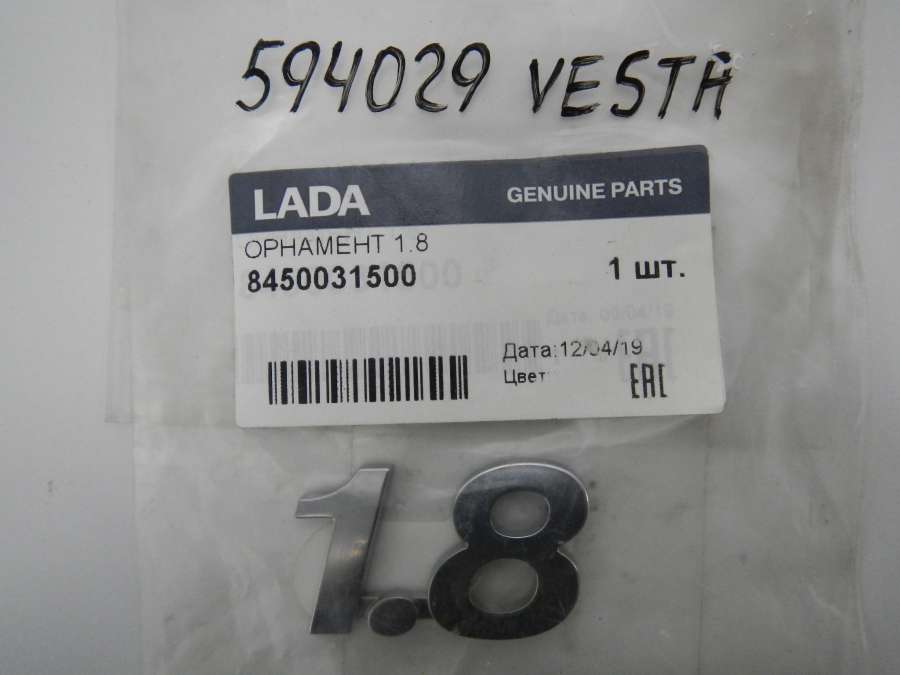 594029 VESTA
LADA GENUINE PARTS
ОРНАМЕНТ 1.8
8450031500 1 шт.
Дата:12/04/19
Цвет
EAC
1.8